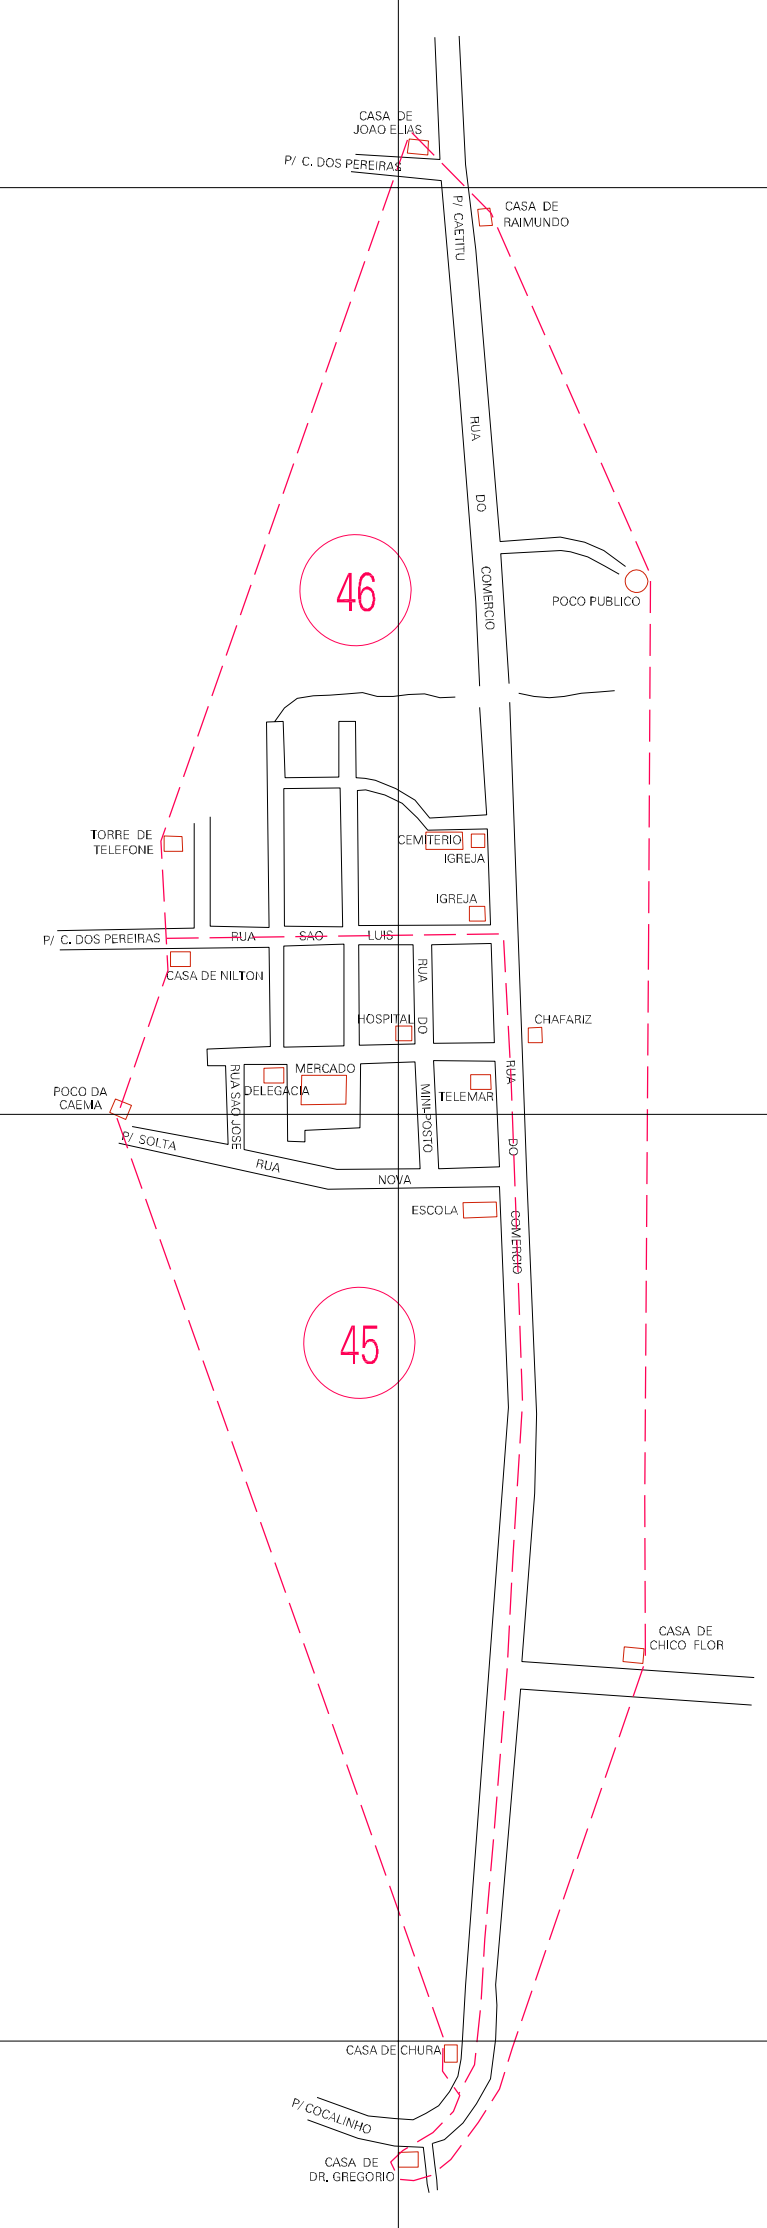 CASA DE
JOAO ELIAS
P/ C. DOS PEREIRAS
CASA DE
RAIMUNDO
P/ CAETITU
RUA
DO
COMERCIO
46
POCO PUBLICO
TORRE DE
TELEFONE
CEMITERIO
IGREJA
IGREJA
P/ C. DOS PEREIRAS
RUA SAO LUIS
CASA DE NILTON
RUA
DO
MINI-POSTO
HOSPITAL
CHAFARIZ
MERCADO
DELEGACIA
RUA SAO JOSE
TELEMAR
RUA
DO
COMERCIO
POCO DA
CAEMA
P/ SOLTA
RUA
NOVA
ESCOLA
45
CASA DE
CHICO FLOR
CASA DE CHURA
P/ COCALINHO
CASA DE
DR. GREGORIO